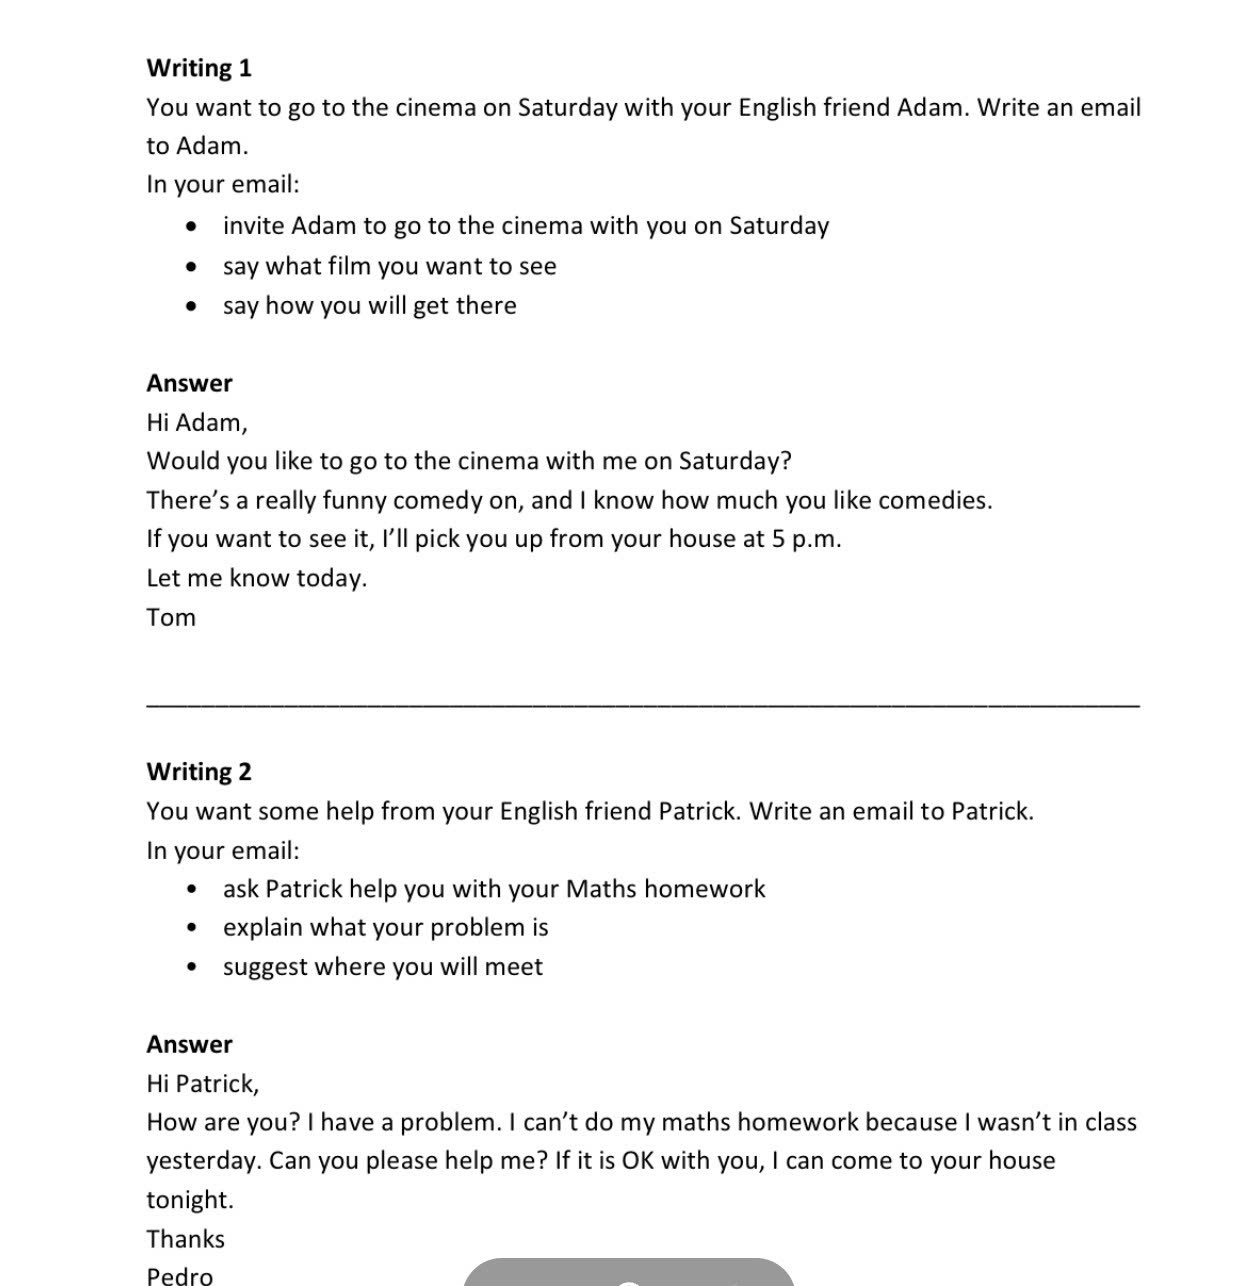 Writing 1
You want to go to the cinema on Saturday with your English friend Adam. Write an email
to Adam.
In your email:
• invite Adam to go to the cinema with you on Saturday
• say what film you want to see
• say how you will get there
Answer
Hi Adam,
Would you like to go to the cinema with me on Saturday?
There’s a really funny comedy on, and I know how much you like comedies.
If you want to see it, I’ll pick you up from your house at 5 p.m.
Let me know today.
Tom
Writing 2
You want some help from your English friend Patrick. Write an email to Patrick.
In your email:
• ask Patrick help you with your Maths homework
• explain what your problem is
• suggest where you will meet
Answer
Hi Patrick,
How are you? I have a problem. I can’t do my maths homework because I wasn’t in class
yesterday. Can you please help me? If it is OK with you, I can come to your house
tonight.
Thanks
Pedro